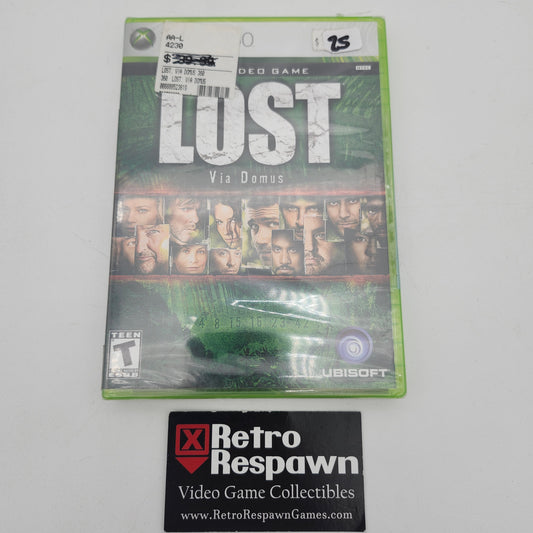 AA-L
4230
$ 39.99
LOST: VIA DOMUS 360
360 LOST: VIA DOMUS
$ 25
VIDEO GAME
LOST
Via Domus
4 8 15 16 23 42
TEEN
T
ESRB
UBISOFT
Retro
Respawn
Video Game Collectibles
www.RetroRespawnGames.com